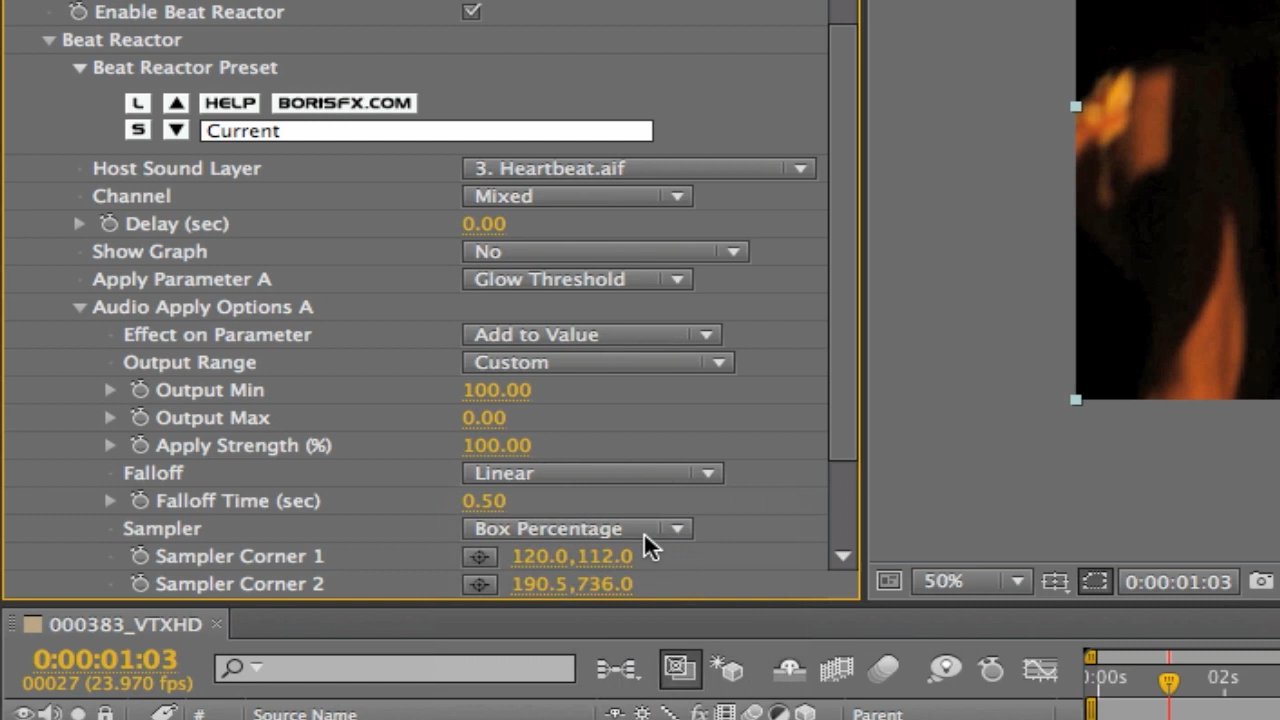 Enable Beat Reactor
Beat Reactor
Beat Reactor Preset
L HELP BORISFX.COM
S Current
Host Sound Layer 3. Heartbeat.aif
Channel Mixed
Delay (sec) 0.00
Show Graph No
Apply Parameter A Glow Threshold
Audio Apply Options A
Effect on Parameter Add to Value
Output Range Custom
Output Min 100.00
Output Max 0.00
Apply Strength (%) 100.00
Falloff Linear
Falloff Time (sec) 0.50
Sampler Box Percentage
Sampler Corner 1 120.0,112.0
Sampler Corner 2 190.5,736.0
50% 0:00:01:03
000383_VTXHD
0:00:01:03
00027 (23.970 fps)
):00s 02s
# Source Name fx Parent